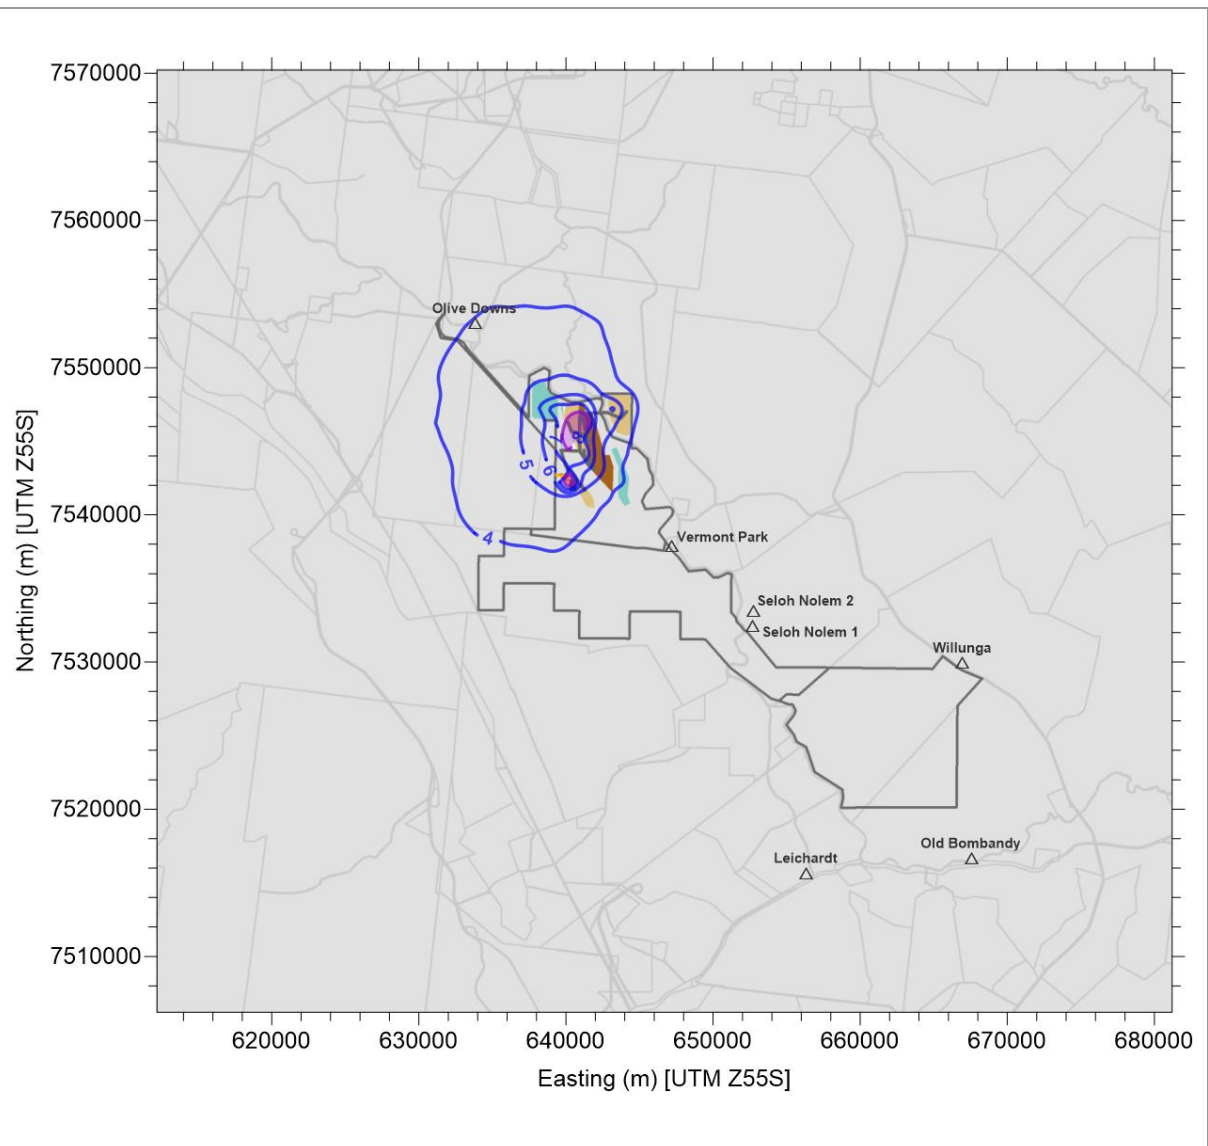 7570000
7560000
7550000
7540000
7530000
7520000
7510000
Northing (m) [UTM Z55S]
Olive Downs
5
6
8
4
Vermont Park
Seloh Nolem 2
Seloh Nolem 1
Willunga
Old Bombandy
Leichardt
620000 630000 640000 650000 660000 670000 680000
Easting (m) [UTM Z55S]